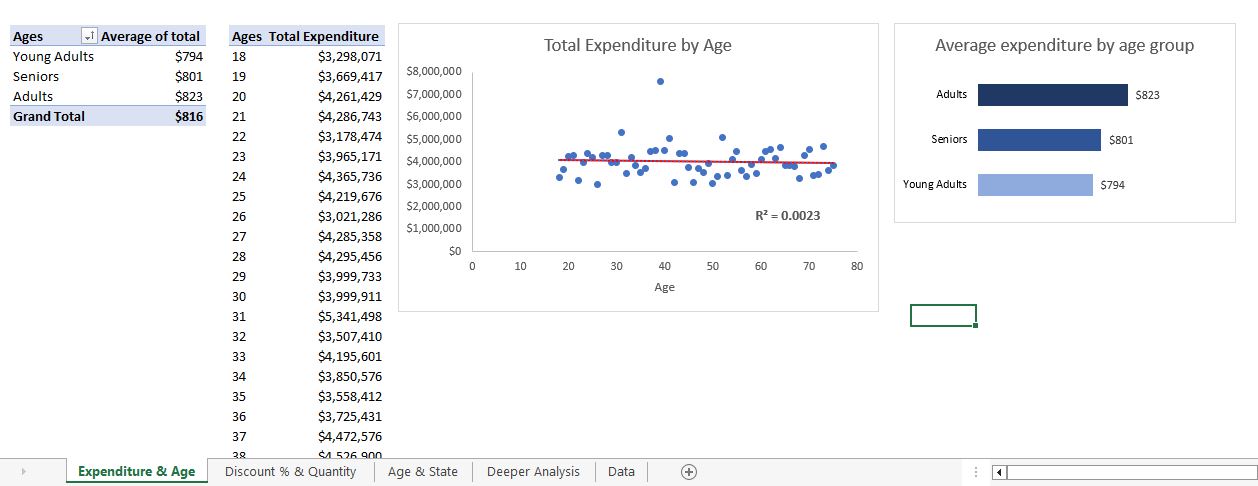 Ages Average of total
Young Adults $794
Seniors $801
Adults $823
Grand Total $816
Ages Total Expenditure
18 $3,298,071
19 $3,669,417
20 $4,261,429
21 $4,286,743
22 $3,178,474
23 $3,965,171
24 $4,365,736
25 $4,219,676
26 $3,021,286
27 $4,285,358
28 $4,295,456
29 $3,999,733
30 $3,999,911
31 $5,341,498
32 $3,507,410
33 $4,195,601
34 $3,850,576
35 $3,558,412
36 $3,725,431
37 $4,472,576
38 $4,526,900
Total Expenditure by Age
$8,000,000
$7,000,000
$6,000,000
$5,000,000
$4,000,000
$3,000,000
$2,000,000
$1,000,000
$0
R² = 0.0023
0 10 20 30 40 50 60 70 80
Age
Average expenditure by age group
Adults $823
Seniors $801
Young Adults $794
Expenditure & Age Discount % & Quantity Age & State Deeper Analysis Data